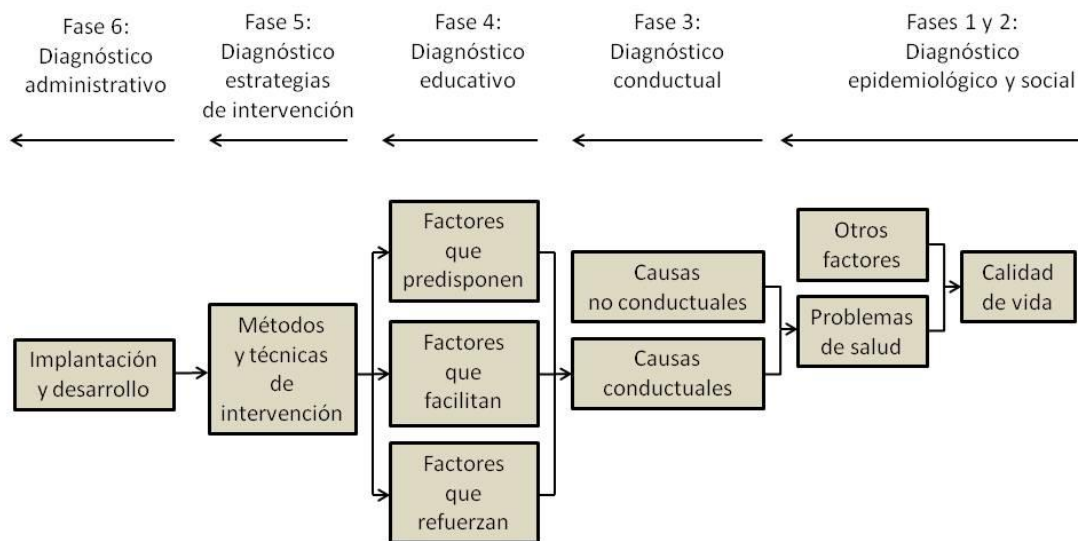 Fase 6:
Diagnóstico
administrativo
Fase 5:
Diagnóstico
estrategias
de intervención
Fase 4:
Diagnóstico
educativo
Fase 3:
Diagnóstico
conductual
Fases 1 y 2:
Diagnóstico
epidemiológico y social
Implantación
y desarrollo
Métodos
y técnicas
de
intervención
Factores
que
predisponen
Factores
que
facilitan
Factores
que
refuerzan
Causas
no conductuales
Causas
conductuales
Otros
factores
Problemas
de salud
Calidad
de vida